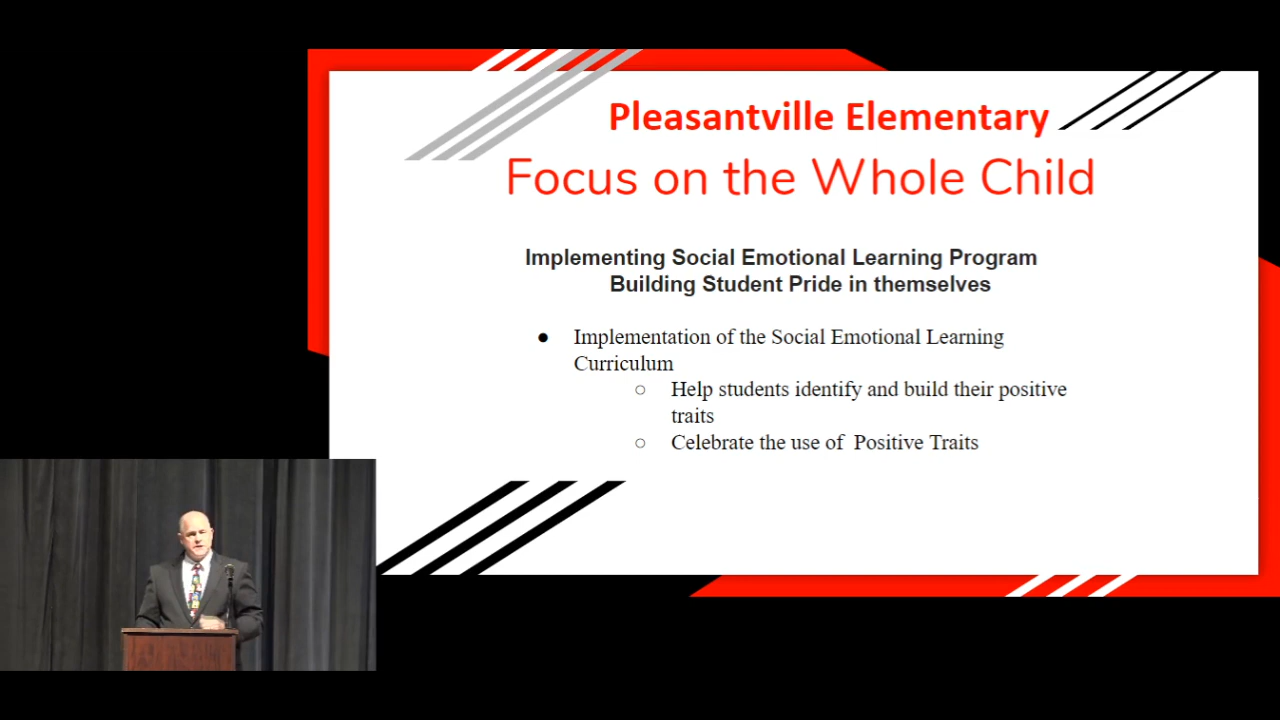 Pleasantville Elementary
Focus on the Whole Child
Implementing Social Emotional Learning Program
Building Student Pride in themselves
● Implementation of the Social Emotional Learning
Curriculum
○ Help students identify and build their positive
traits
○ Celebrate the use of  Positive Traits